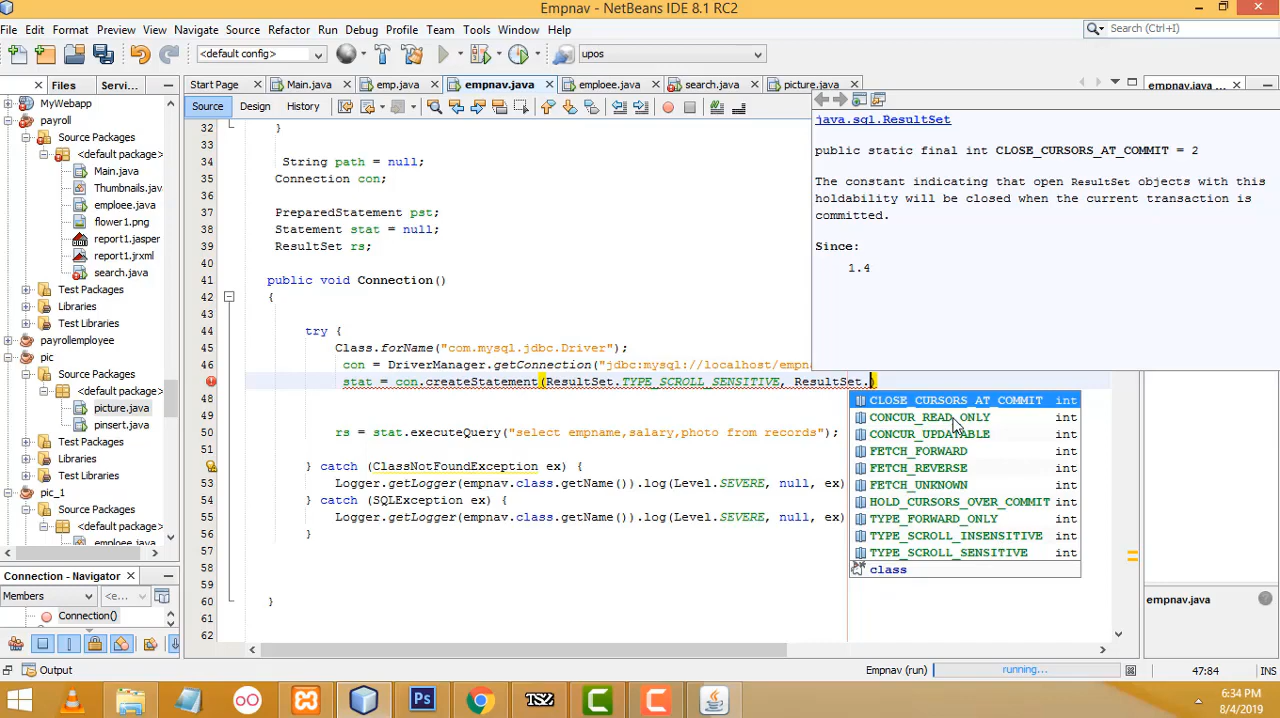 Empnav - NetBeans IDE 8.1 RC2
File Edit Format Preview View Navigate Source Refactor Run Debug Profile Team Tools Window Help
Search (Ctrl+I)
<default config>
upos
Files Servi...
Start Page Main.java emp.java empnav.java emploee.java search.java picture.java
empnav.java ...
Source Design History
MyWebapp
payroll
Source Packages
<default package>
Main.java
Thumbnails.jav
emploee.java
flower1.png
report1.jasper
report1.jrxml
search.java
Test Packages
Libraries
Test Libraries
payrollemployee
pic
Source Packages
<default package>
picture.java
pinsert.java
Test Packages
Libraries
Test Libraries
pic_1
Source Packages
<default package>
emploee.java
Connection() - Navigator
Members
<e...
Connection()
Output
32 }
33
34 String path = null;
35 Connection con;
36
37 PreparedStatement pst;
38 Statement stat = null;
39 ResultSet rs;
40
41 public void Connection()
42 {
43
44 try {
45 Class.forName("com.mysql.jdbc.Driver");
46 con = DriverManager.getConnection("jdbc:mysql://localhost/empn
stat = con.createStatement(ResultSet.TYPE_SCROLL_SENSITIVE, ResultSet.)
48
49
50 rs = stat.executeQuery("select empname,salary,photo from records");
51
} catch (ClassNotFoundException ex) {
53 Logger.getLogger(empnav.class.getName()).log(Level.SEVERE, null, ex)
54 } catch (SQLException ex) {
55 Logger.getLogger(empnav.class.getName()).log(Level.SEVERE, null, ex)
56 }
57
58
59
60 }
61
62
java.sql.ResultSet
public static final int CLOSE_CURSORS_AT_COMMIT = 2
The constant indicating that open ResultSet objects with this
holdability will be closed when the current transaction is
committed.
Since:
1.4
CLOSE_CURSORS_AT_COMMIT int
CONCUR_READ_ONLY int
CONCUR_UPDATABLE int
FETCH_FORWARD int
FETCH_REVERSE int
FETCH_UNKNOWN int
HOLD_CURSORS_OVER_COMMIT int
TYPE_FORWARD_ONLY int
TYPE_SCROLL_INSENSITIVE int
TYPE_SCROLL_SENSITIVE int
class
empnav.java
Empnav (run)
running...
47:84
INS
Ps
TSZ
6:34 PM
8/4/2019